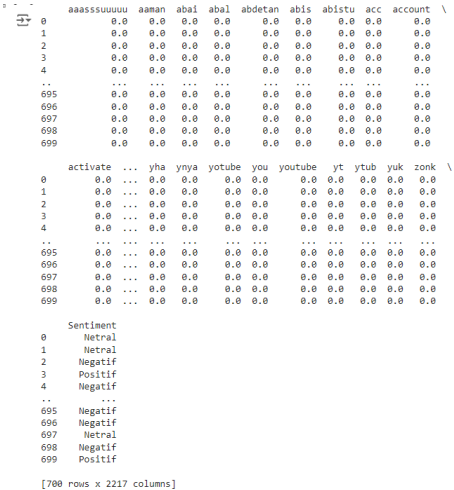 aaasssuuuuu aaman abai abal abdetan abis abistu acc account \
0 0.0 0.0 0.0 0.0 0.0 0.0 0.0 0.0 0.0
1 0.0 0.0 0.0 0.0 0.0 0.0 0.0 0.0 0.0
2 0.0 0.0 0.0 0.0 0.0 0.0 0.0 0.0 0.0
3 0.0 0.0 0.0 0.0 0.0 0.0 0.0 0.0 0.0
4 0.0 0.0 0.0 0.0 0.0 0.0 0.0 0.0 0.0
.. ... ... ... ... ... ... ... ... ...
695 0.0 0.0 0.0 0.0 0.0 0.0 0.0 0.0 0.0
696 0.0 0.0 0.0 0.0 0.0 0.0 0.0 0.0 0.0
697 0.0 0.0 0.0 0.0 0.0 0.0 0.0 0.0 0.0
698 0.0 0.0 0.0 0.0 0.0 0.0 0.0 0.0 0.0
699 0.0 0.0 0.0 0.0 0.0 0.0 0.0 0.0 0.0
activate ... yha ynya yotube you youtube yt ytub yuk zonk \
0 0.0 ... 0.0 0.0 0.0 0.0 0.0 0.0 0.0 0.0 0.0
1 0.0 ... 0.0 0.0 0.0 0.0 0.0 0.0 0.0 0.0 0.0
2 0.0 ... 0.0 0.0 0.0 0.0 0.0 0.0 0.0 0.0 0.0
3 0.0 ... 0.0 0.0 0.0 0.0 0.0 0.0 0.0 0.0 0.0
4 0.0 ... 0.0 0.0 0.0 0.0 0.0 0.0 0.0 0.0 0.0
.. ... ... ... ... ... ... ... ... ... ... ...
695 0.0 ... 0.0 0.0 0.0 0.0 0.0 0.0 0.0 0.0 0.0
696 0.0 ... 0.0 0.0 0.0 0.0 0.0 0.0 0.0 0.0 0.0
697 0.0 ... 0.0 0.0 0.0 0.0 0.0 0.0 0.0 0.0 0.0
698 0.0 ... 0.0 0.0 0.0 0.0 0.0 0.0 0.0 0.0 0.0
699 0.0 ... 0.0 0.0 0.0 0.0 0.0 0.0 0.0 0.0 0.0
Sentiment
0 Netral
1 Netral
2 Negatif
3 Positif
4 Negatif
.. ...
695 Negatif
696 Negatif
697 Netral
698 Negatif
699 Positif
[700 rows x 2217 columns]